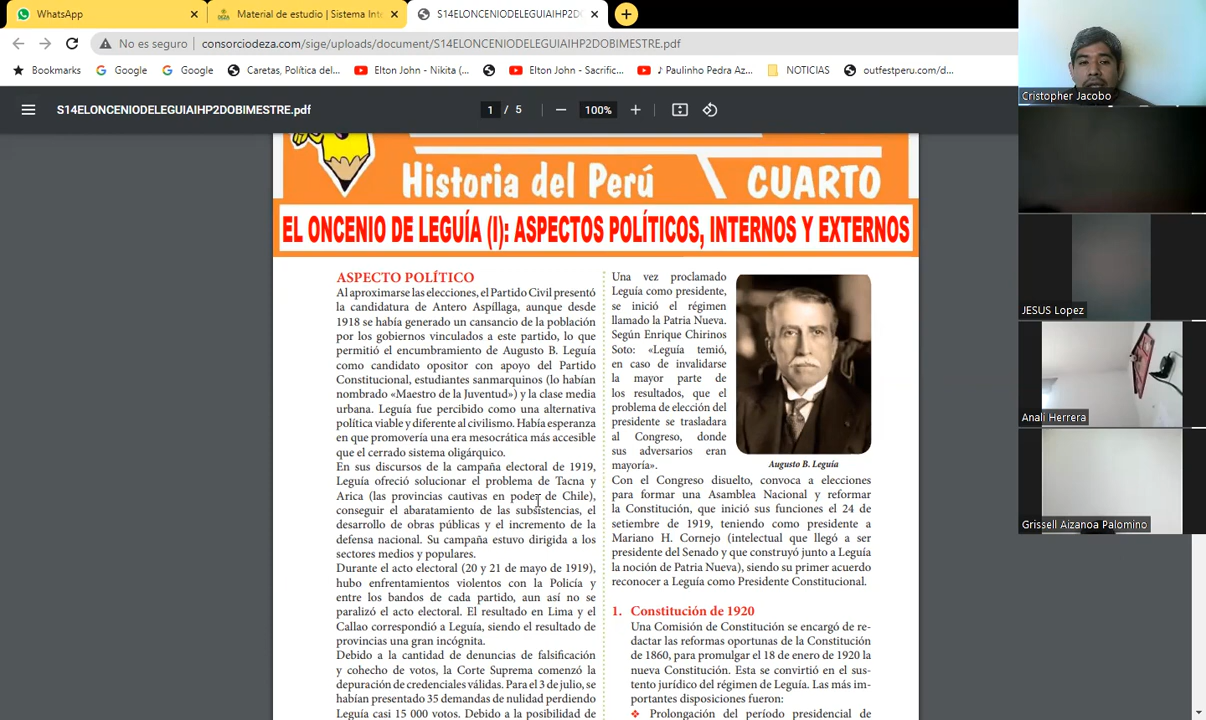 WhatsApp
Material de estudio | Sistema Inte
S14ELONCENIODELEGUIAIHP2D
No es seguro
consorciodeza.com/sige/uploads/document/S14ELONCENIODELEGUIAIHP2DOBIMESTRE.pdf
Bookmarks
Google
Google
Caretas, Política del...
Elton John - Nikita (...
Elton John - Sacrific...
♪ Paulinho Pedra Az...
NOTICIAS
outfestperu.com/d...
S14ELONCENIODELEGUIAIHP2DOBIMESTRE.pdf
1 / 5
100%
Historia del Perú
CUARTO
EL ONCENIO DE LEGUÍA (I): ASPECTOS POLÍTICOS, INTERNOS Y EXTERNOS
ASPECTO POLÍTICO
Al aproximarse las elecciones, el Partido Civil presentó
la candidatura de Antero Aspíllaga, aunque desde
1918 se había generado un cansancio de la población
por los gobiernos vinculados a este partido, lo que
permitió el encumbramiento de Augusto B. Leguía
como candidato opositor con apoyo del Partido
Constitucional, estudiantes sanmarquinos (lo habían
nombrado «Maestro de la Juventud») y la clase media
urbana. Leguía fue percibido como una alternativa
política viable y diferente al civilismo. Había esperanza
en que promovería una era mesocrática más accesible
que el cerrado sistema oligárquico.
En sus discursos de la campaña electoral de 1919,
Leguía ofreció solucionar el problema de Tacna y
Arica (las provincias cautivas en poder de Chile),
conseguir el abaratamiento de las subsistencias, el
desarrollo de obras públicas y el incremento de la
defensa nacional. Su campaña estuvo dirigida a los
sectores medios y populares.
Durante el acto electoral (20 y 21 de mayo de 1919),
hubo enfrentamientos violentos con la Policía y
entre los bandos de cada partido, aun así no se
paralizó el acto electoral. El resultado en Lima y el
Callao correspondió a Leguía, siendo el resultado de
provincias una gran incógnita.
Debido a la cantidad de denuncias de falsificación
y cohecho de votos, la Corte Suprema comenzó la
depuración de credenciales válidas. Para el 3 de julio, se
habían presentado 35 demandas de nulidad perdiendo
Leguía casi 15 000 votos. Debido a la posibilidad de
Una vez proclamado
Leguía como presidente,
se inició el régimen
llamado la Patria Nueva.
Según Enrique Chirinos
Soto: «Leguía temió,
en caso de invalidarse
la mayor parte de
los resultados, que el
problema de elección del
presidente se trasladara
al Congreso, donde
sus adversarios eran
mayoría».
Augusto B. Leguía
Con el Congreso disuelto, convoca a elecciones
para formar una Asamblea Nacional y reformar
la Constitución, que inició sus funciones el 24 de
setiembre de 1919, teniendo como presidente a
Mariano H. Cornejo (intelectual que llegó a ser
presidente del Senado y que construyó junto a Leguía
la noción de Patria Nueva), siendo su primer acuerdo
reconocer a Leguía como Presidente Constitucional.
1. Constitución de 1920
Una Comisión de Constitución se encargó de re-
dactar las reformas oportunas de la Constitución
de 1860, para promulgar el 18 de enero de 1920 la
nueva Constitución. Esta se convirtió en el sus-
tento jurídico del régimen de Leguía. Las más im-
portantes disposiciones fueron:
❖ Prolongación del período presidencial de
Cristopher Jacobo
JESUS Lopez
Anali Herrera
Grissell Aizanoa Palomino